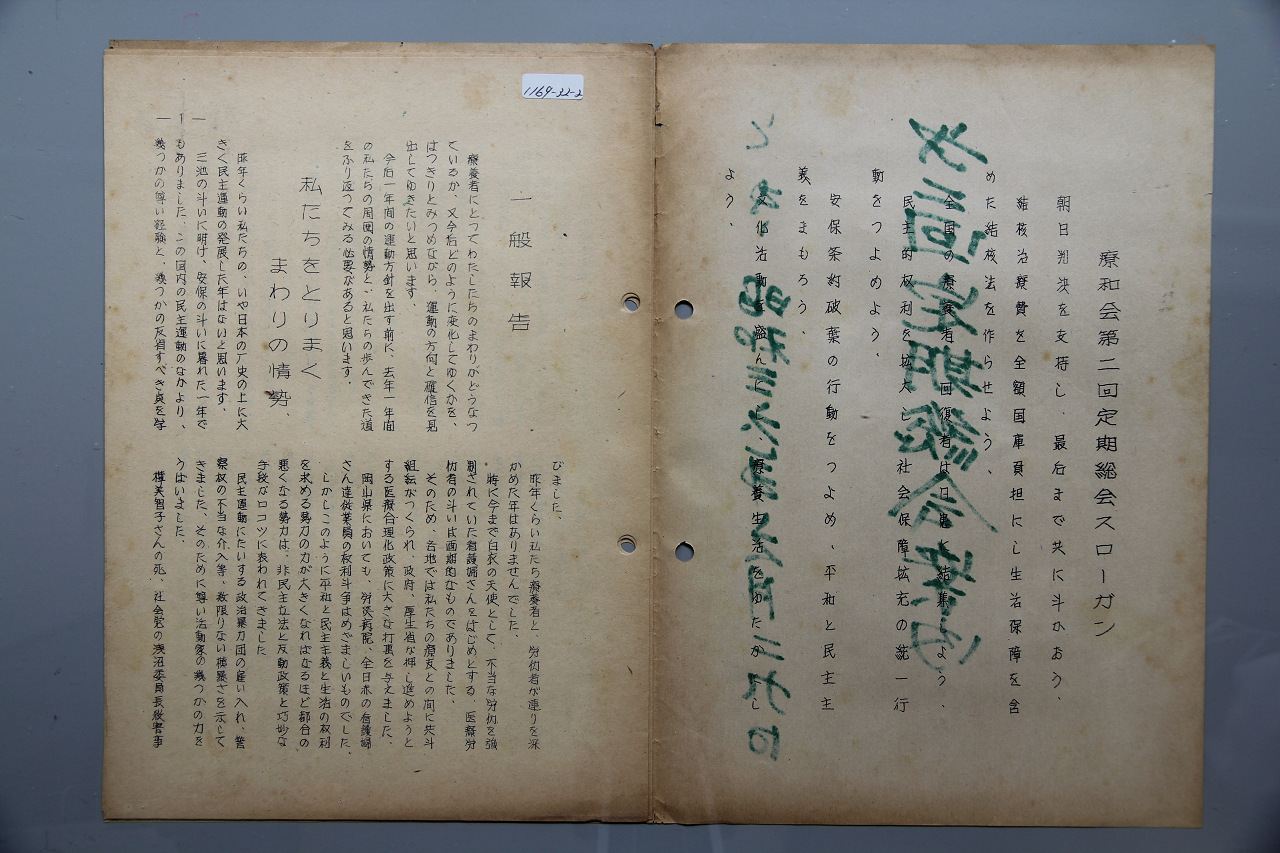 療和会第二回定期総会スローガン
朝日判決を支持し、最后まで共に斗かおう、
結核治療費を全額国庫負担にし生活保障を含
めた結核法を作らせよう、
全国の療養者、回復者は日患に結集しよう、
民主的権利を拡大し、社会保障拡充の統一行
動をつよめよう、
安保条約破棄の行動をつよめ、平和と民主主
義をまもろう、
文化活動を盛んにし、療養生活をゆたかにし
よう、
1169-32-2
一般報告
療養者にとつてわたしたちのまわりがどうなつ
ているか、又今后どのように変化してゆくかを、
はつきりとみつめながら、運動の方向と確信を見
出してゆきたいと思います、
今后一年間の運動方針を出す前に、去年一年間
の私たちの周囲の情勢と、私たちの歩んできた道
をふり返つてみる必要があると思います、
私たちをとりまく
まわりの情勢、
昨年くらい私たちの、いや日本の歴史の上に大
きく民主運動の発展した年はないと思います、
三池の斗いに明け、安保の斗いに暮れた一年で
もありました、この国内の民主運動のなかより、
幾つかの尊い経験と、幾つかの反省すべき点を学
びました、
昨年くらい私たち療養者と、労仂者が連りを深
かめた年はありませんでした、
特に今まで白衣の天使として、不当な労仂を強
制されていた看護婦さんをはじめとする、医療労
仂者の斗いは画期的なものでありました、
そのため、各地では私たちの療友との間に共斗
組織がつくられ、政府、厚生省が押し進めようと
する医療合理化政策に大きな打撃を与えました、
岡山県においても、労災病院、全日赤の看護婦
さん達従業員の权利斗争はめざましいものでした、
しかしこのように平和と民主主義と生活の权利
を求める勢力の力が大きくなればなるほど都合の
悪くなる勢力は、非民主立法と反動政策と巧妙な
手段がロコツに表われてきました
民主運動にたいする政治暴力団の雇い入れ、警
察权の不当な介入等、数限りない横暴さを示して
きました、そのために尊い活動家の幾つかの力を
うばいました、
樺美智子さんの死、社会党の浅沼委員長殺害事